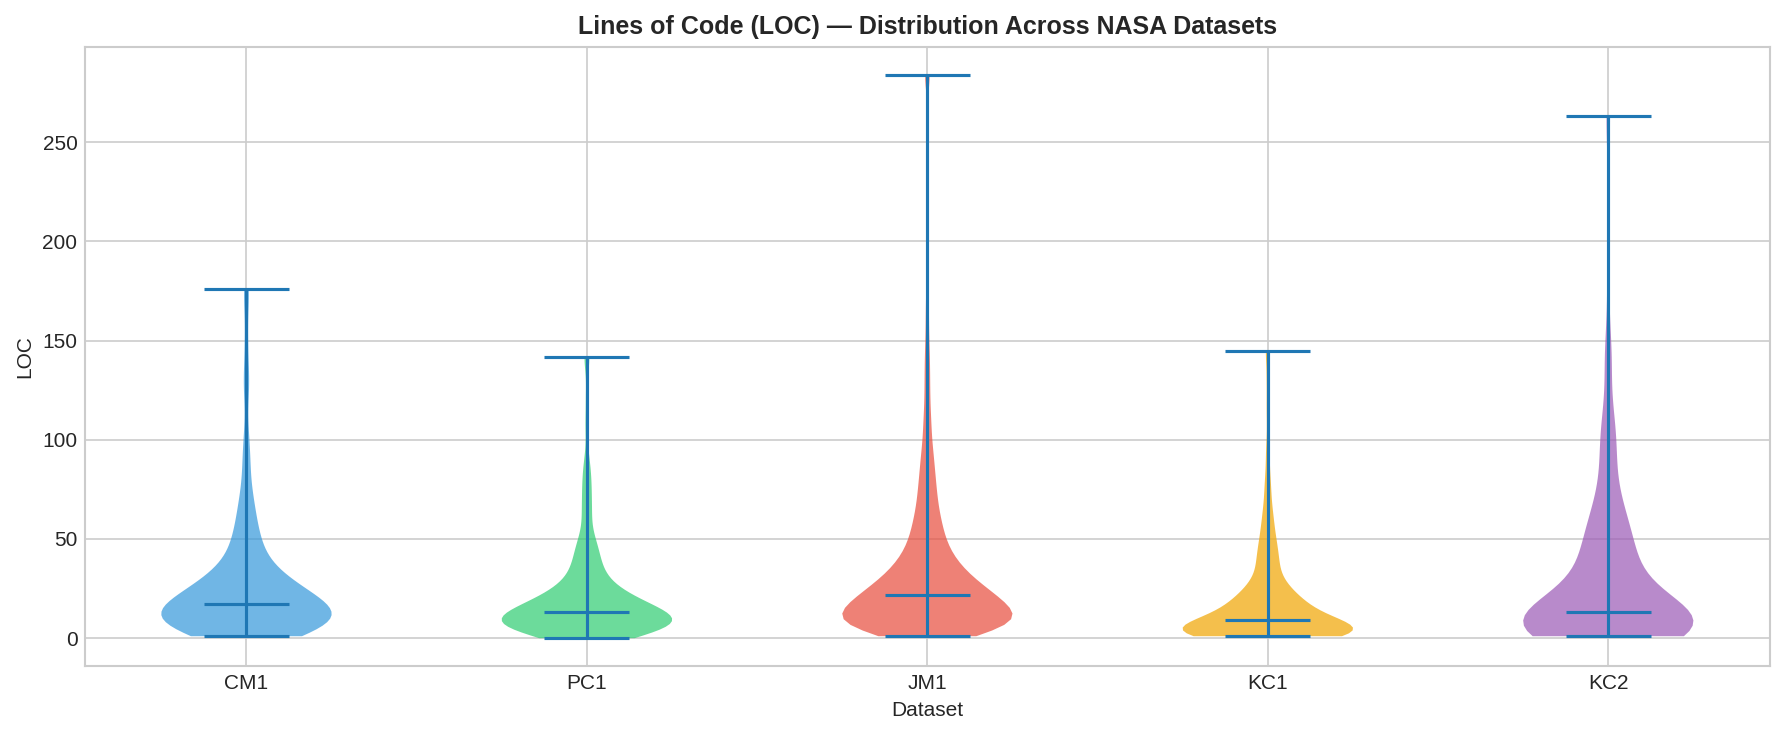 Lines of Code (LOC) — Distribution Across NASA Datasets
LOC
250
200
150
100
50
0
CM1 PC1 JM1 KC1 KC2
Dataset